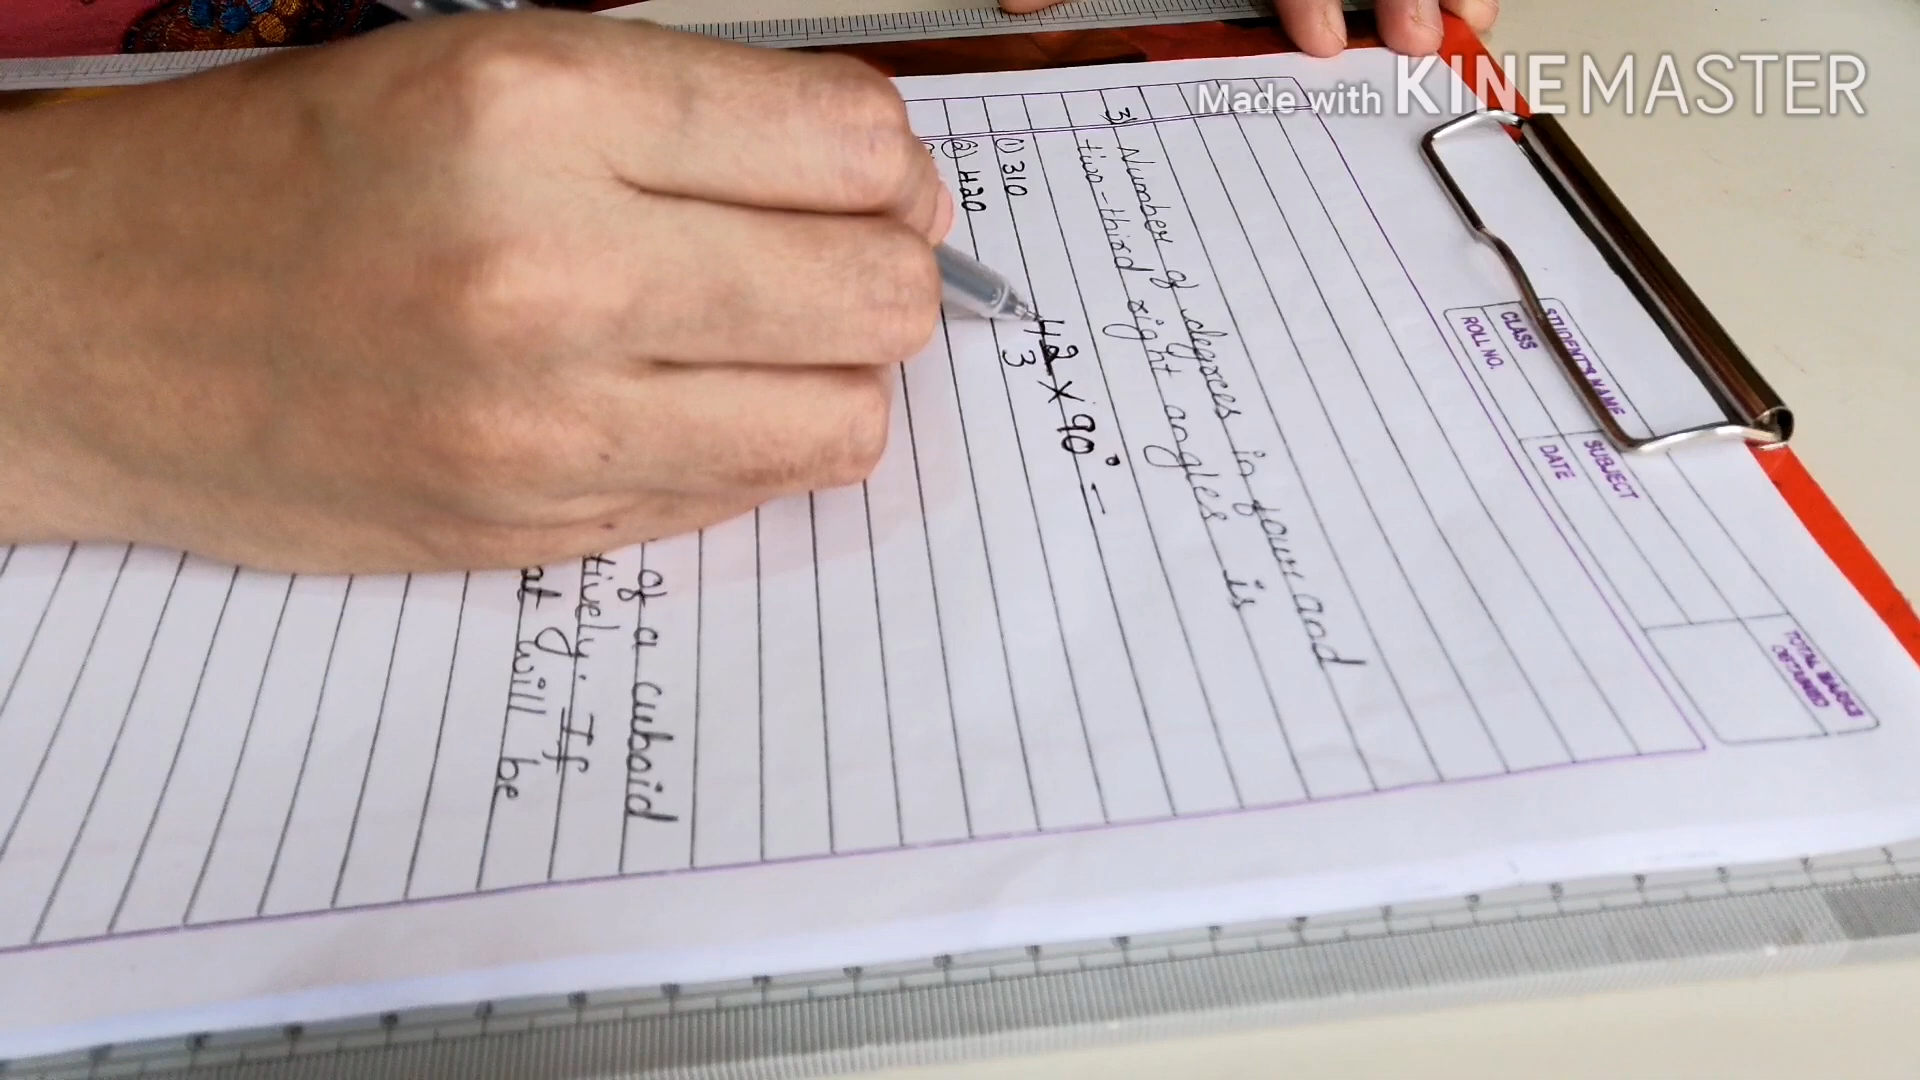 Made with KINEMASTER
STUDENT'S NAME
CLASS
SUBJECT
ROLL NO.
DATE
TOTAL MARKS
OBTAINED
3) Number of degrees in four and
two-third right angles is
4 2/3 × 90° =
(1) 310
(2) 420
of a cuboid
tively. If
at will be